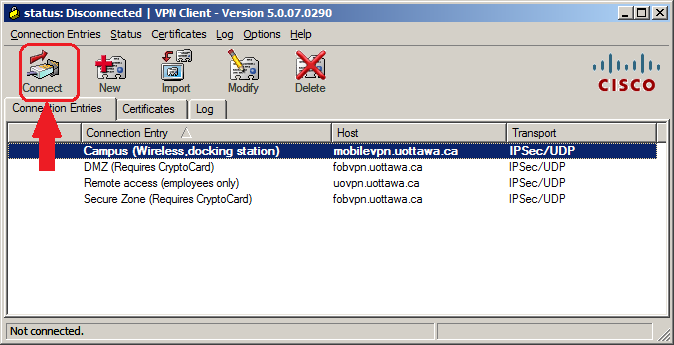 status: Disconnected | VPN Client - Version 5.0.07.0290
Connection Entries Status Certificates Log Options Help
Connect New Import Modify Delete
CISCO
Connection Entries Certificates Log
Connection Entry Host Transport
Campus (Wireless,docking station) mobilevpn.uottawa.ca IPSec/UDP
DMZ (Requires CryptoCard) fobvpn.uottawa.ca IPSec/UDP
Remote access (employees only) uovpn.uottawa.ca IPSec/UDP
Secure Zone (Requires CryptoCard) fobvpn.uottawa.ca IPSec/UDP
Not connected.